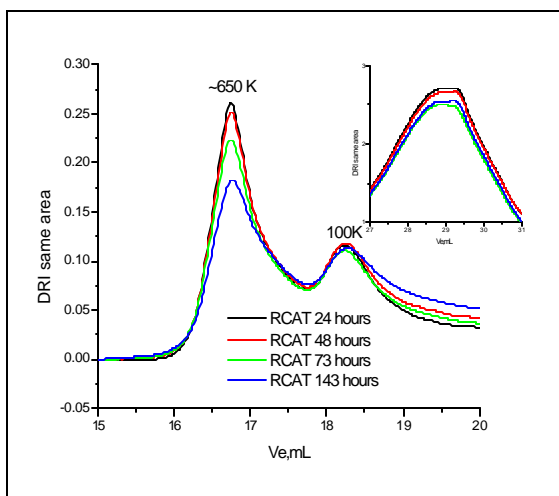 0.30
0.25
0.20
0.15
0.10
0.05
0.00
-0.05
DRI same area
~650 K
100K
RCAT 24 hours
RCAT 48 hours
RCAT 73 hours
RCAT 143 hours
15 16 17 18 19 20
Ve,mL
3
2
1
DRI same area
27 28 29 30 31
Ve,mL